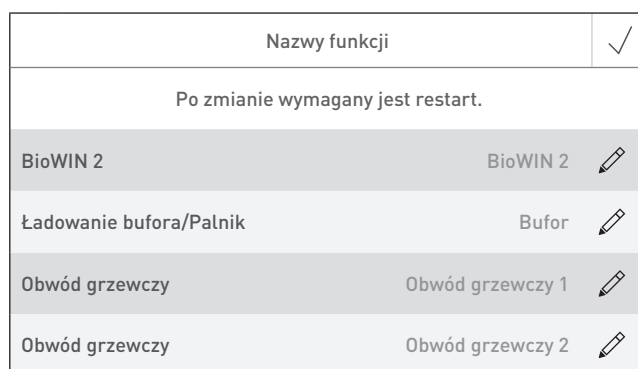 Nazwy funkcji
Po zmianie wymagany jest restart.
BioWIN 2 BioWIN 2
Ładowanie bufora/Palnik Bufor
Obwód grzewczy Obwód grzewczy 1
Obwód grzewczy Obwód grzewczy 2